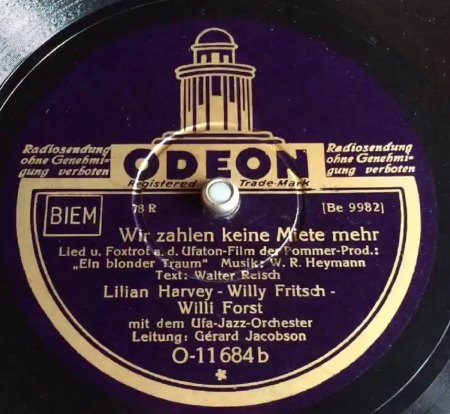 Radiosendung
ohne Genehmi-
gung verboten
ODEON
Registered Trade-Mark
Radiosendung
ohne Genehmi-
gung verboten
BIEM
78 R
[Be 9982]
Wir zahlen keine Miete mehr
Lied u. Foxtrot a. d. Ufaton-Film der Pommer-Prod.:
„Ein blonder Traum" Musik: W. R. Heymann
Text: Walter Reisch
Lilian Harvey - Willy Fritsch -
Willi Forst
mit dem Ufa-Jazz-Orchester
Leitung: Gérard Jacobson
O-11684b
*